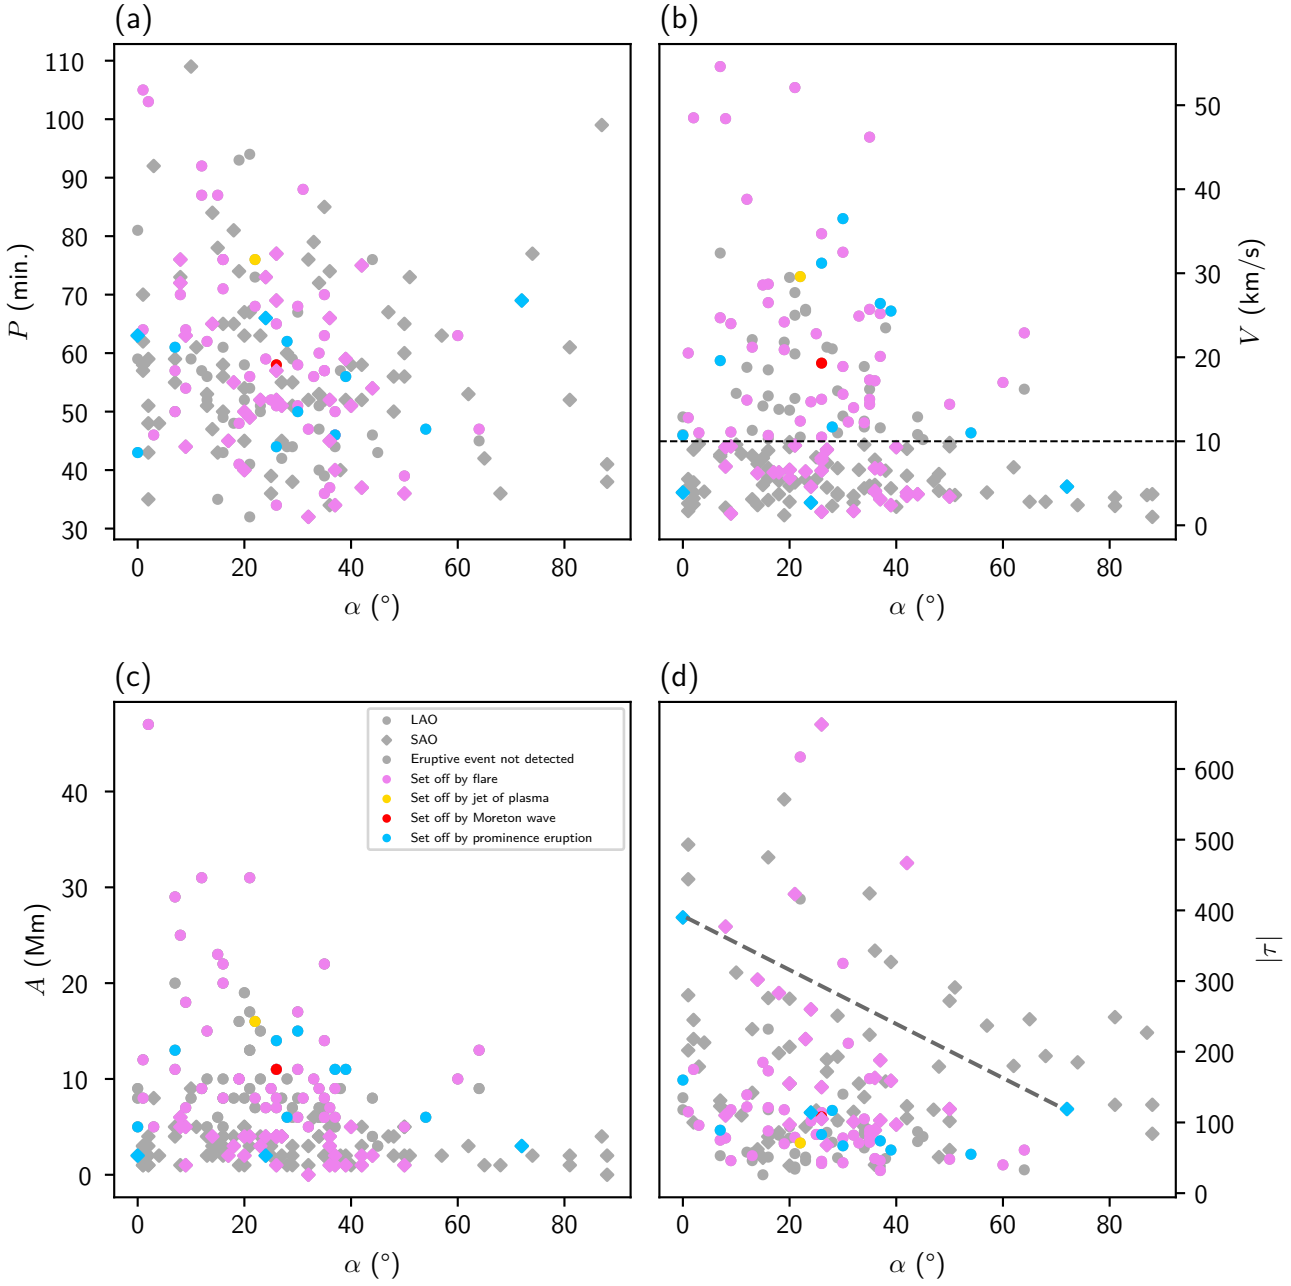 (a)
110
100
90
80
70
60
50
40
30
P (min.)
0 20 40 60 80
α (°)
(b)
50
40
30
20
10
0
V (km/s)
0 20 40 60 80
α (°)
(c)
40
30
20
10
0
A (Mm)
LAO
SAO
Eruptive event not detected
Set off by flare
Set off by jet of plasma
Set off by Moreton wave
Set off by prominence eruption
0 20 40 60 80
α (°)
(d)
600
500
400
300
200
100
0
|τ|
0 20 40 60 80
α (°)